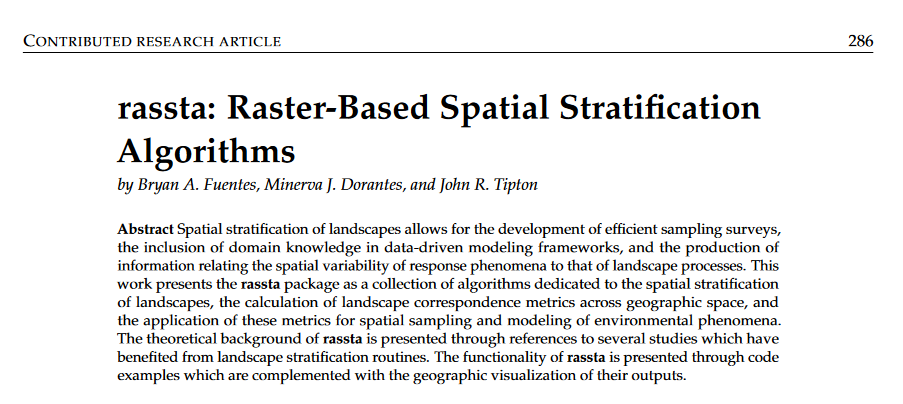 CONTRIBUTED RESEARCH ARTICLE 286
rassta: Raster-Based Spatial Stratification
Algorithms
by Bryan A. Fuentes, Minerva J. Dorantes, and John R. Tipton
Abstract Spatial stratification of landscapes allows for the development of efficient sampling surveys,
the inclusion of domain knowledge in data-driven modeling frameworks, and the production of
information relating the spatial variability of response phenomena to that of landscape processes. This
work presents the rassta package as a collection of algorithms dedicated to the spatial stratification
of landscapes, the calculation of landscape correspondence metrics across geographic space, and
the application of these metrics for spatial sampling and modeling of environmental phenomena.
The theoretical background of rassta is presented through references to several studies which have
benefited from landscape stratification routines. The functionality of rassta is presented through code
examples which are complemented with the geographic visualization of their outputs.